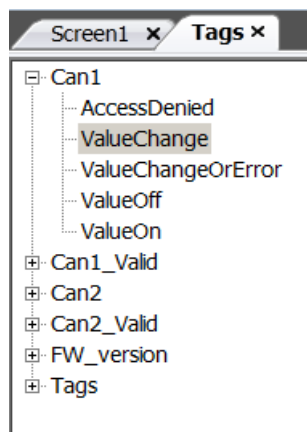 Screen1 × Tags ×
Can1
AccessDenied
ValueChange
ValueChangeOrError
ValueOff
ValueOn
Can1_Valid
Can2
Can2_Valid
FW_version
Tags